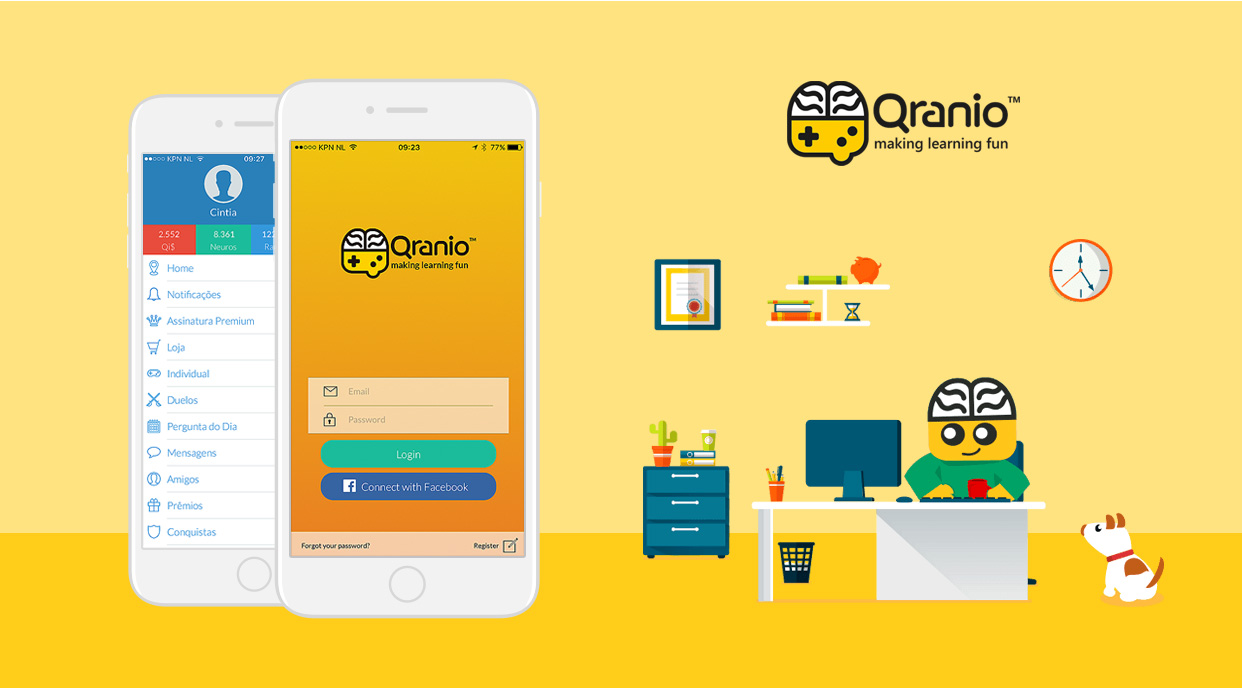 ●●○○○ KPN NL 09:27
Cintia
2.552 8.361
Qi$ Neuros
Home
Notificações
Assinatura Premium
Loja
Individual
Duelos
Pergunta do Dia
Mensagens
Amigos
Prêmios
Conquistas
●●○○○ KPN NL 09:23 77%
Qranio™
making learning fun
Email
Password
Login
Connect with Facebook
Forgot your password? Register
Qranio™
making learning fun